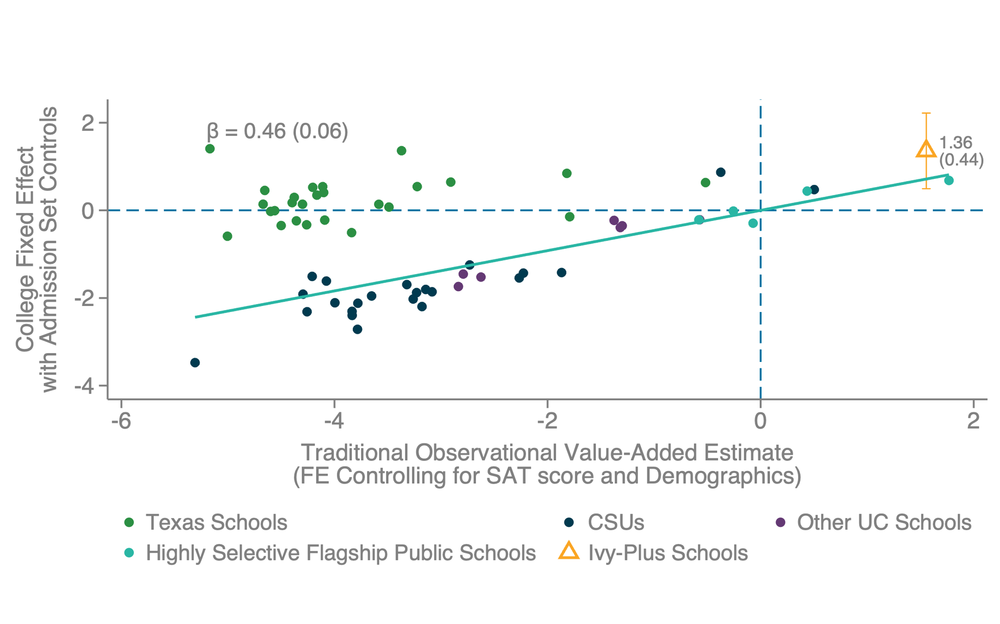 College Fixed Effect
with Admission Set Controls
2
0
-2
-4
β = 0.46 (0.06)
1.36
(0.44)
-6
-4
-2
0
2
Traditional Observational Value-Added Estimate
(FE Controlling for SAT score and Demographics)
Texas Schools
CSUs
Other UC Schools
Highly Selective Flagship Public Schools
Ivy-Plus Schools